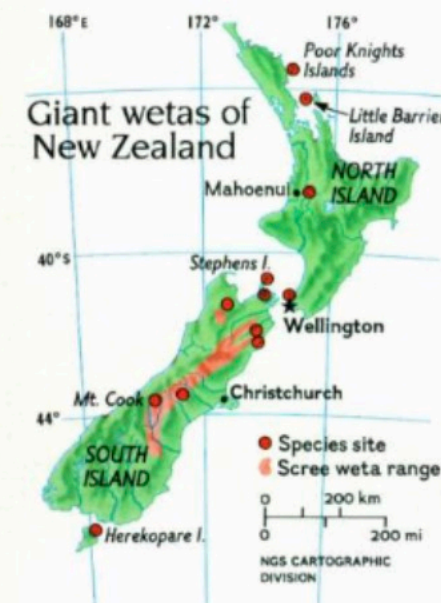 168°E 172° 176°
Poor Knights
Islands
Giant wetas of
New Zealand
Little Barrier
Island
NORTH
ISLAND
Mahoenui
40°S
Stephens I.
Wellington
Mt. Cook
Christchurch
44°
Species site
SOUTH
ISLAND
Scree weta range
0 200 km
Herekopare I.
0 200 mi
NGS CARTOGRAPHIC
DIVISION